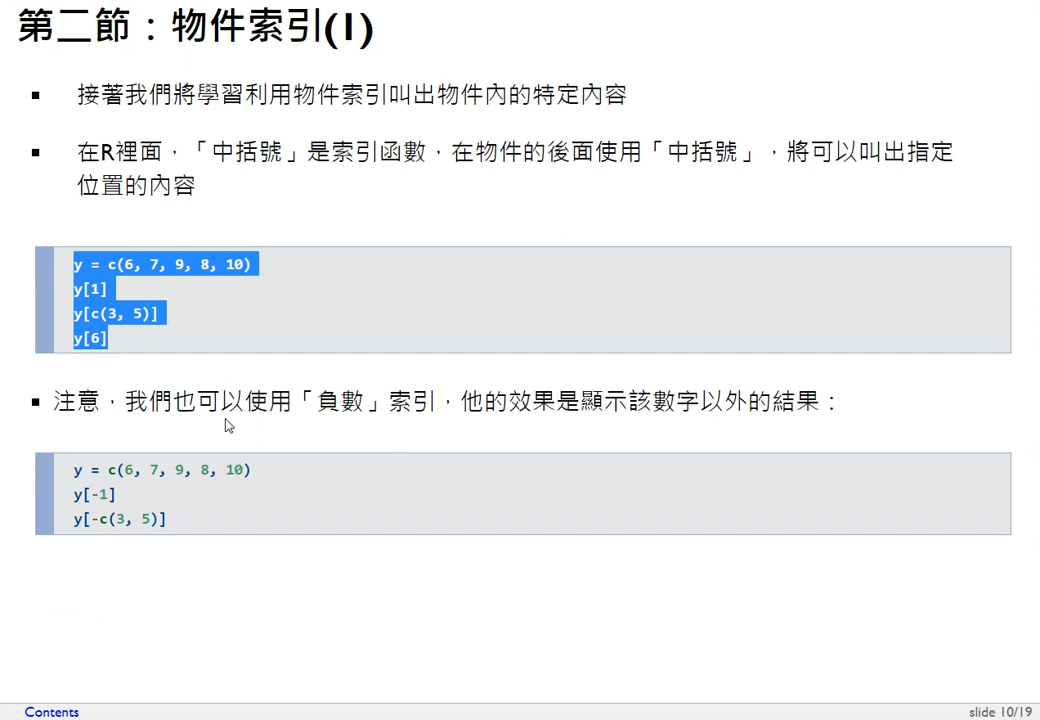 第二節：物件索引(1)
▪ 接著我們將學習利用物件索引叫出物件內的特定內容
▪ 在R裡面，「中括號」是索引函數，在物件的後面使用「中括號」，將可以叫出指定
位置的內容
y = c(6, 7, 9, 8, 10)
y[1]
y[c(3, 5)]
y[6]
▪ 注意，我們也可以使用「負數」索引，他的效果是顯示該數字以外的結果：
y = c(6, 7, 9, 8, 10)
y[-1]
y[-c(3, 5)]
Contents
slide 10/19